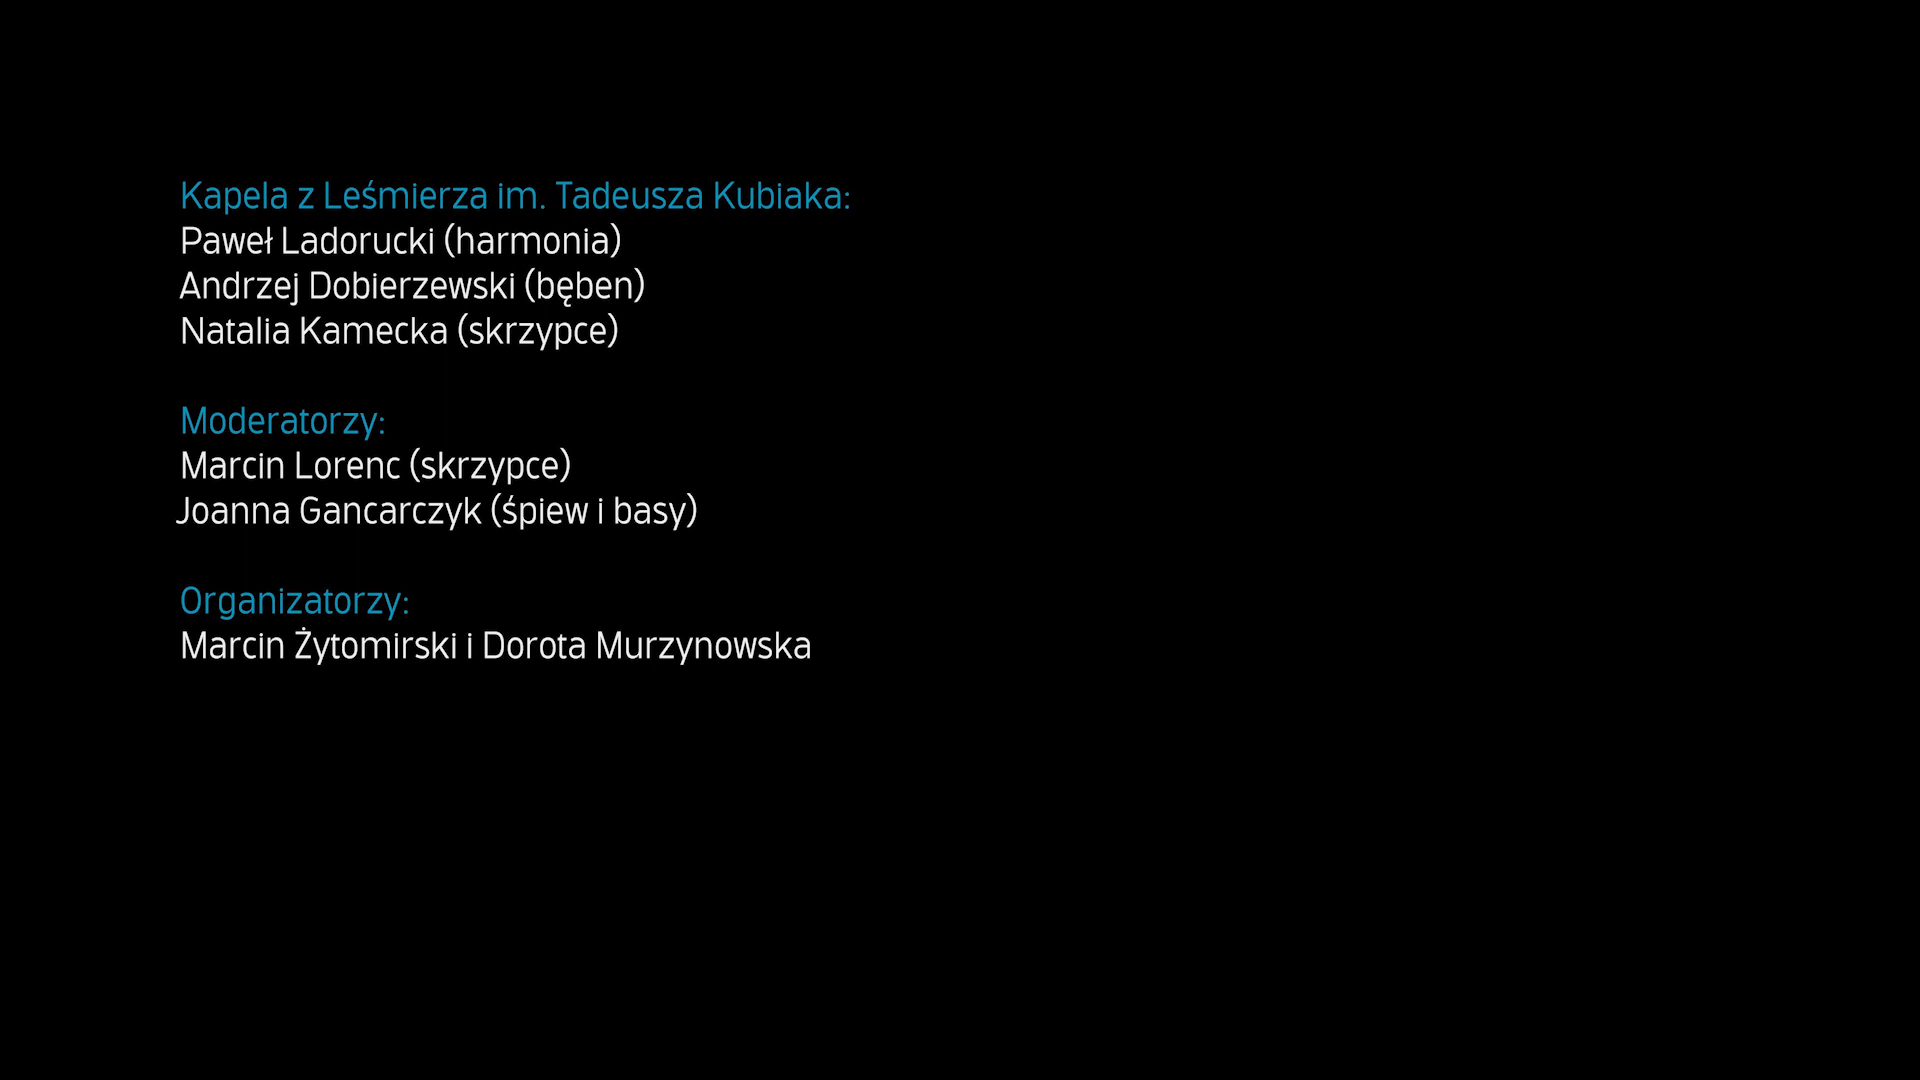 Kapela z Leśmierza im. Tadeusza Kubiaka:
Paweł Ladorucki (harmonia)
Andrzej Dobierzewski (bęben)
Natalia Kamecka (skrzypce)
Moderatorzy:
Marcin Lorenc (skrzypce)
Joanna Gancarczyk (śpiew i basy)
Organizatorzy:
Marcin Żytomirski i Dorota Murzynowska